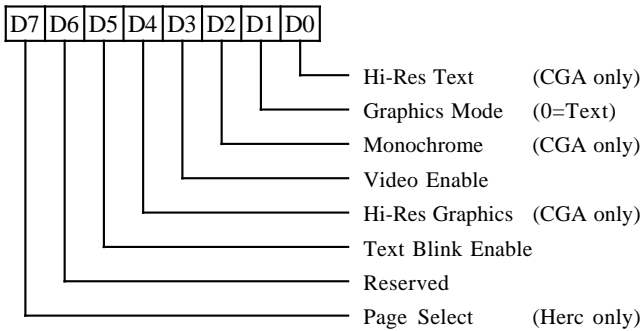 D7 D6 D5 D4 D3 D2 D1 D0
Hi-Res Text (CGA only)
Graphics Mode (0=Text)
Monochrome (CGA only)
Video Enable
Hi-Res Graphics (CGA only)
Text Blink Enable
Reserved
Page Select (Herc only)